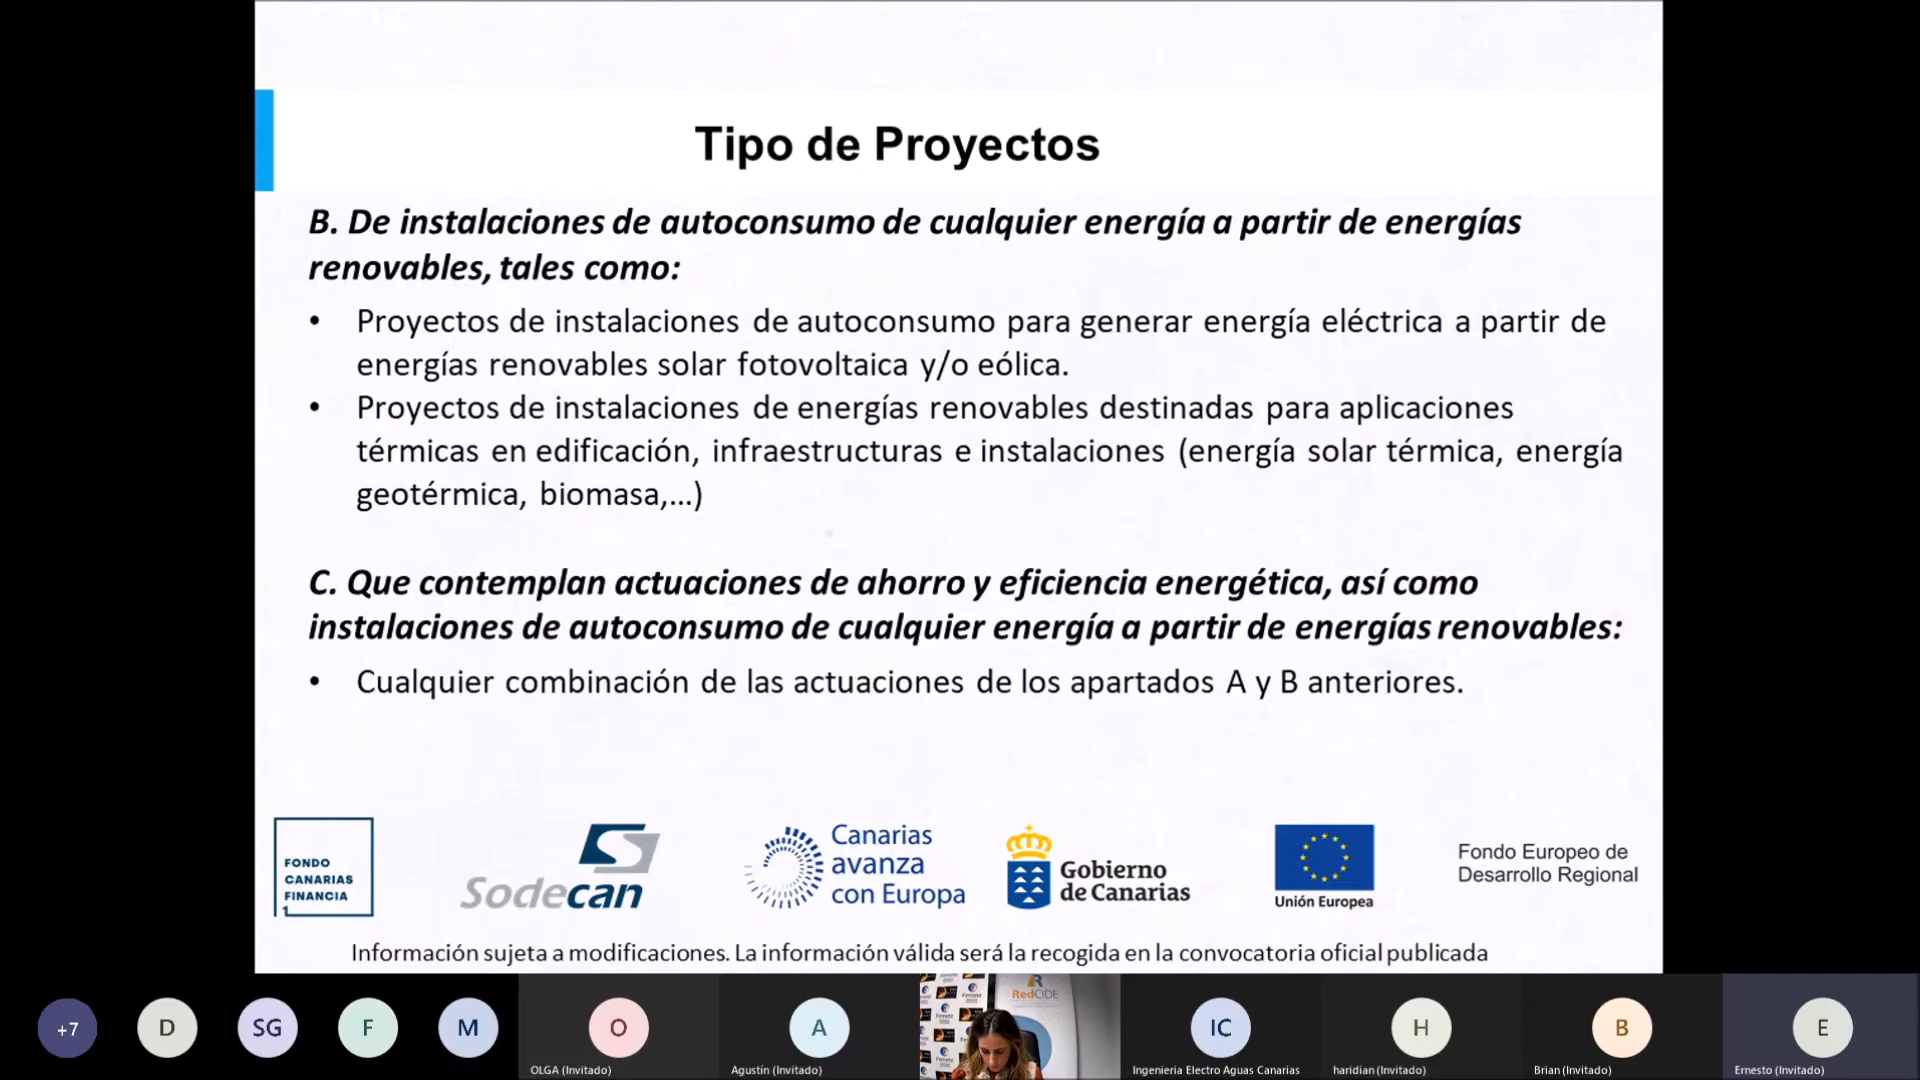 Tipo de Proyectos
B. De instalaciones de autoconsumo de cualquier energía a partir de energías
renovables, tales como:
• Proyectos de instalaciones de autoconsumo para generar energía eléctrica a partir de
energías renovables solar fotovoltaica y/o eólica.
• Proyectos de instalaciones de energías renovables destinadas para aplicaciones
térmicas en edificación, infraestructuras e instalaciones (energía solar térmica, energía
geotérmica, biomasa,...)
C. Que contemplan actuaciones de ahorro y eficiencia energética, así como
instalaciones de autoconsumo de cualquier energía a partir de energías renovables:
• Cualquier combinación de las actuaciones de los apartados A y B anteriores.
FONDO
CANARIAS
FINANCIA
1
Sodecan
Canarias
avanza
con Europa
Gobierno
de Canarias
Unión Europea
Fondo Europeo de
Desarrollo Regional
Información sujeta a modificaciones. La información válida será la recogida en la convocatoria oficial publicada
+7
D
SG
F
M
O
OLGA (Invitado)
A
Agustín (Invitado)
RedCIDE
Femete
IC
Ingenieria Electro Aguas Canarias
H
haridian (Invitado)
B
Brian (Invitado)
E
Ernesto (Invitado)